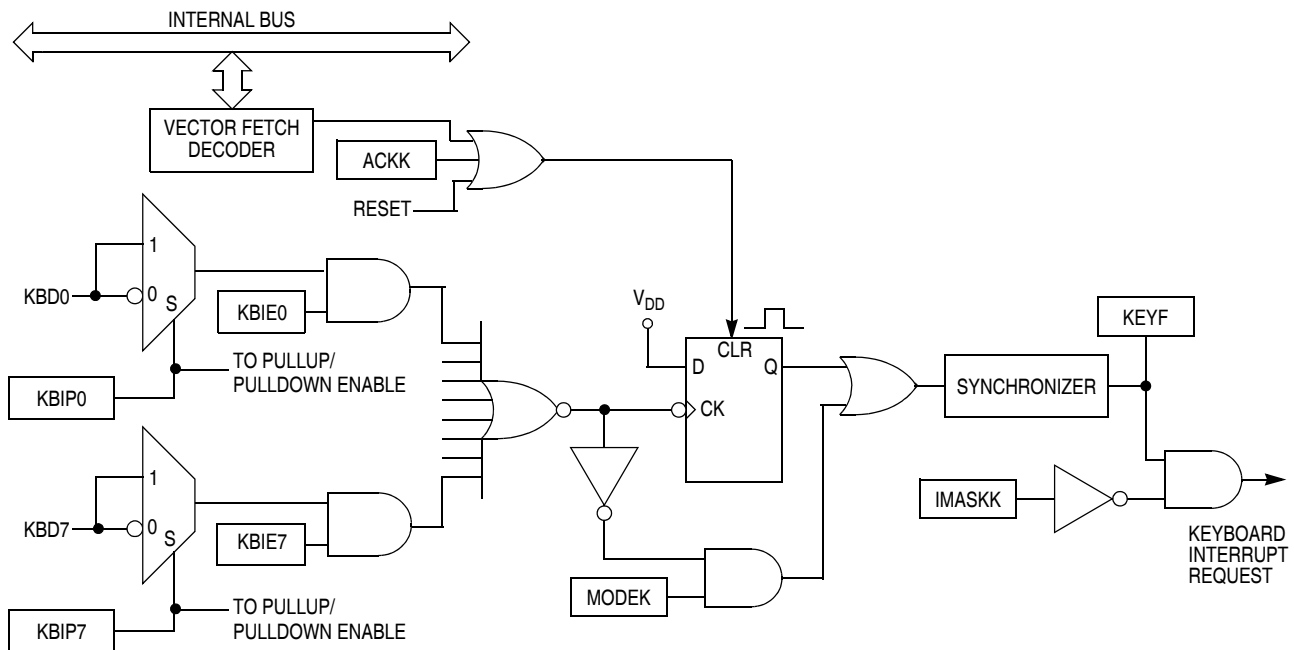 INTERNAL BUS
VECTOR FETCH
DECODER
ACKK
RESET
1
KBD0
0
S
KBIE0
TO PULLUP/
PULLDOWN ENABLE
KBIP0
VDD
CLR
D
Q
CK
KEYF
SYNCHRONIZER
1
KBD7
0
S
KBIE7
TO PULLUP/
PULLDOWN ENABLE
KBIP7
MODEK
IMASKK
KEYBOARD
INTERRUPT
REQUEST